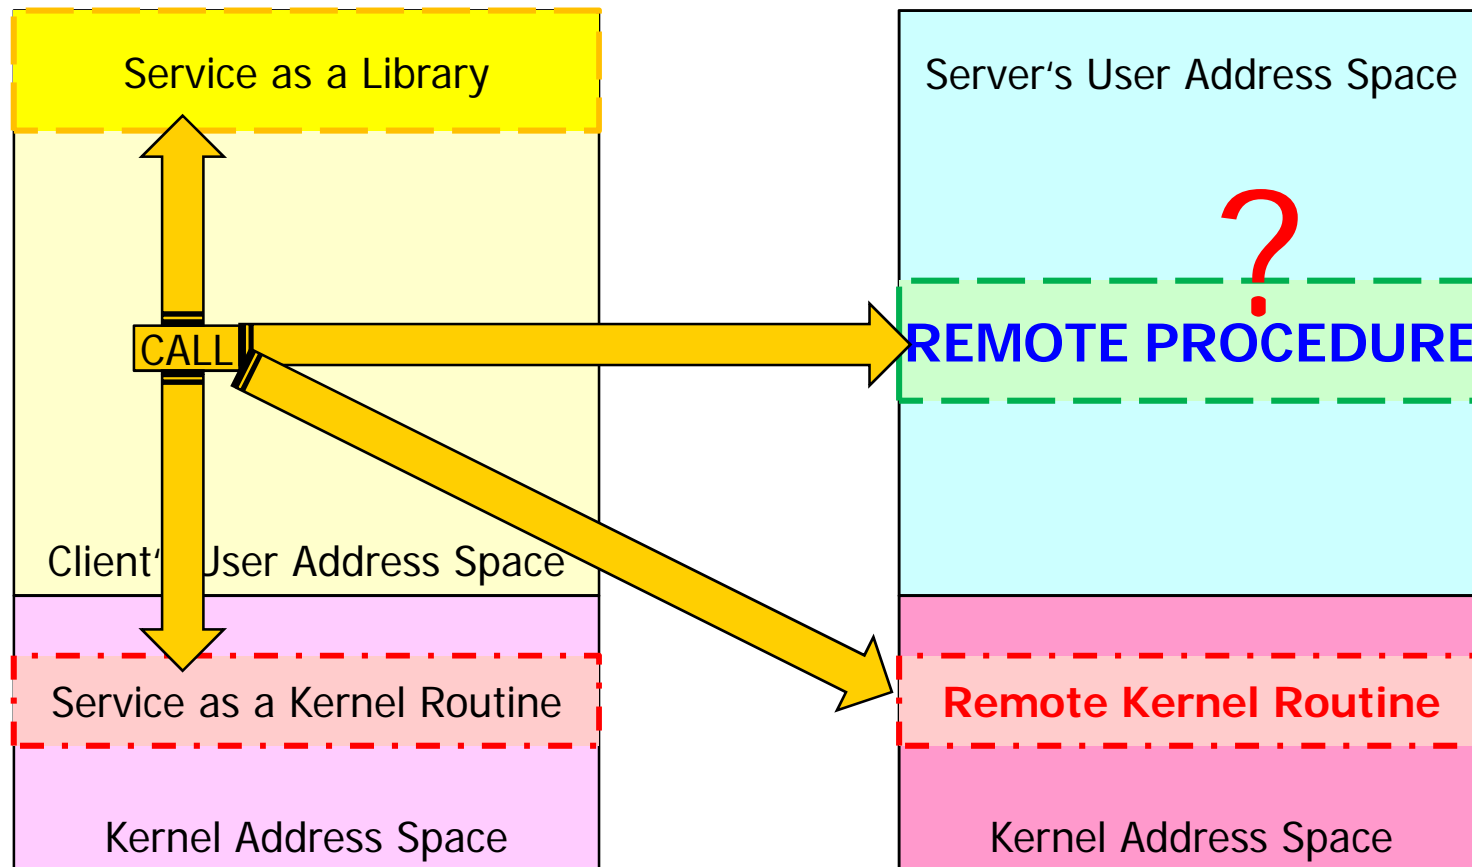 Service as a Library
Server‘s User Address Space
?
CALL
REMOTE PROCEDURE
Client‘ User Address Space
Service as a Kernel Routine
Remote Kernel Routine
Kernel Address Space
Kernel Address Space